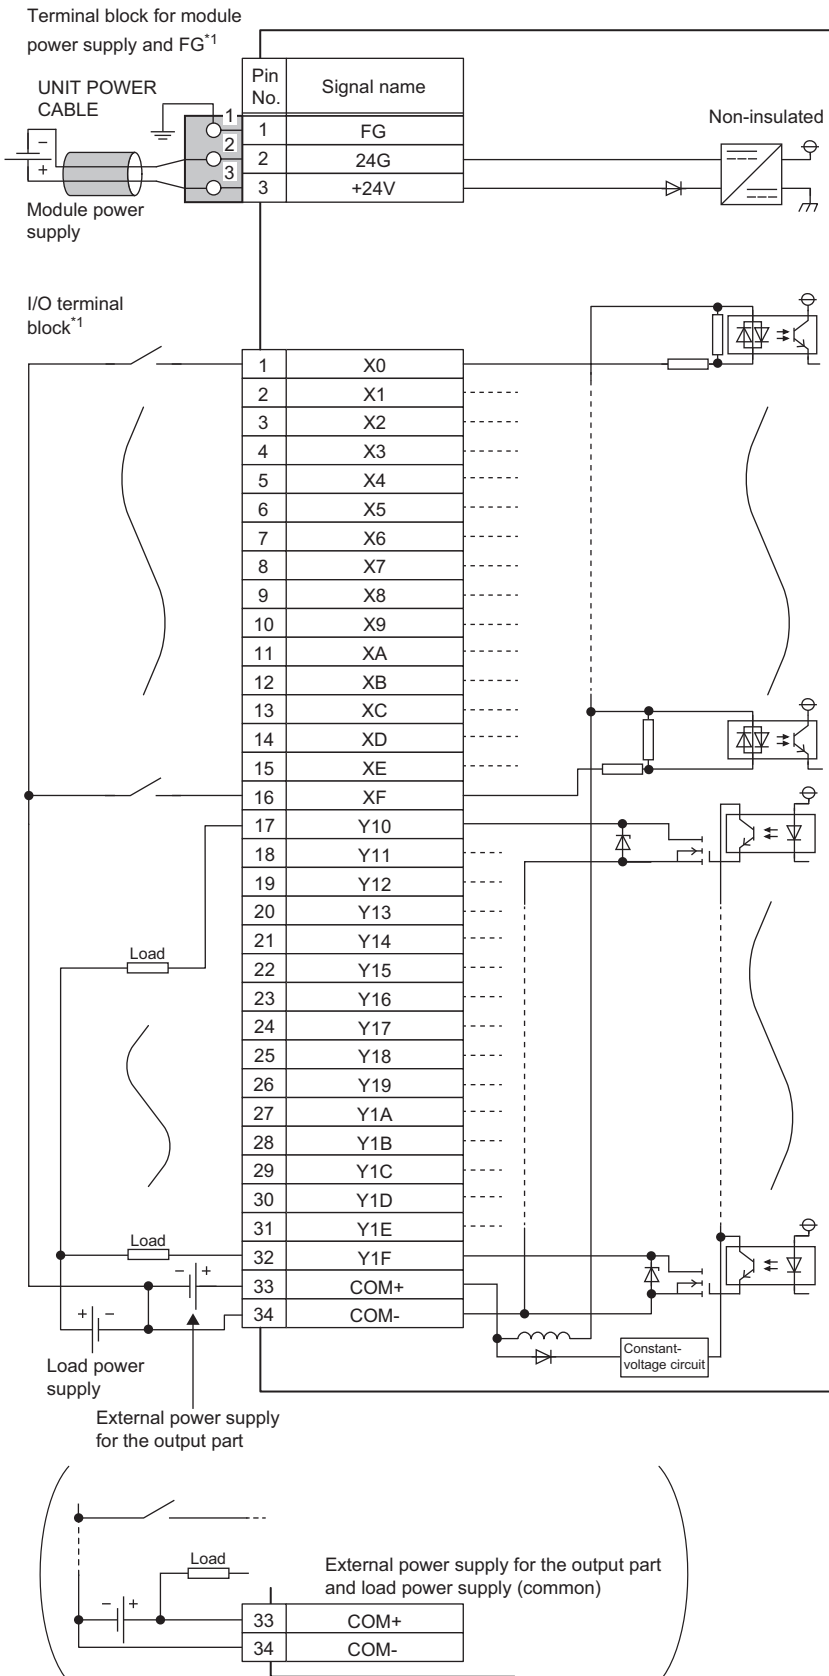 Terminal block for module
power supply and FG*1
UNIT POWER
CABLE
Module power
supply
Pin
No.
Signal name
1
2
3
1 FG
2 24G
3 +24V
Non-insulated
I/O terminal
block*1
1 X0
2 X1
3 X2
4 X3
5 X4
6 X5
7 X6
8 X7
9 X8
10 X9
11 XA
12 XB
13 XC
14 XD
15 XE
16 XF
17 Y10
18 Y11
19 Y12
20 Y13
21 Y14
22 Y15
23 Y16
24 Y17
25 Y18
26 Y19
27 Y1A
28 Y1B
29 Y1C
30 Y1D
31 Y1E
32 Y1F
33 COM+
34 COM-
Load
Load
Constant-
voltage circuit
Load power
supply
External power supply
for the output part
Load
External power supply for the output part
and load power supply (common)
33 COM+
34 COM-